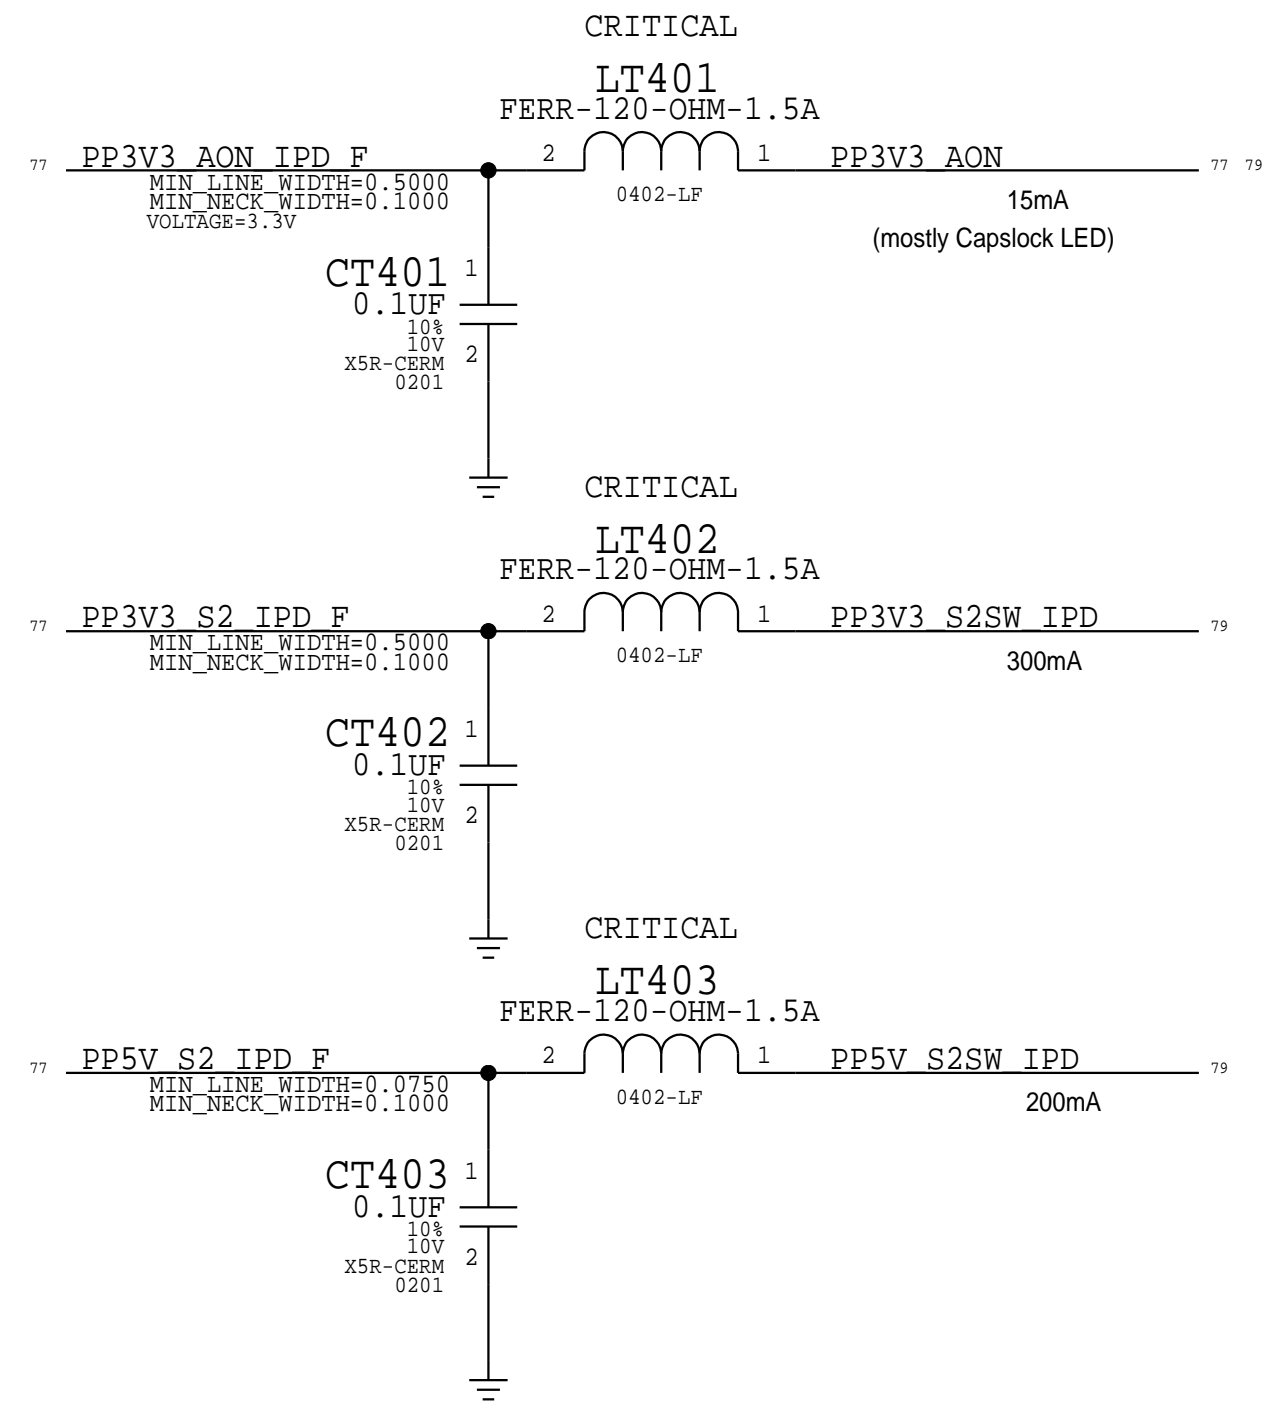 CRITICAL
LT401
FERR-120-OHM-1.5A
77 PP3V3_AON_IPD_F 2 1 PP3V3_AON 77 79
MIN_LINE_WIDTH=0.5000
MIN_NECK_WIDTH=0.1000
VOLTAGE=3.3V
0402-LF
15mA
(mostly Capslock LED)
CT401 1
0.1UF
10%
10V
X5R-CERM
0201
2
CRITICAL
LT402
FERR-120-OHM-1.5A
77 PP3V3_S2_IPD_F 2 1 PP3V3_S2SW_IPD 79
MIN_LINE_WIDTH=0.5000
MIN_NECK_WIDTH=0.1000
0402-LF
300mA
CT402 1
0.1UF
10%
10V
X5R-CERM
0201
2
CRITICAL
LT403
FERR-120-OHM-1.5A
77 PP5V_S2_IPD_F 2 1 PP5V_S2SW_IPD 79
MIN_LINE_WIDTH=0.0750
MIN_NECK_WIDTH=0.1000
0402-LF
200mA
CT403 1
0.1UF
10%
10V
X5R-CERM
0201
2